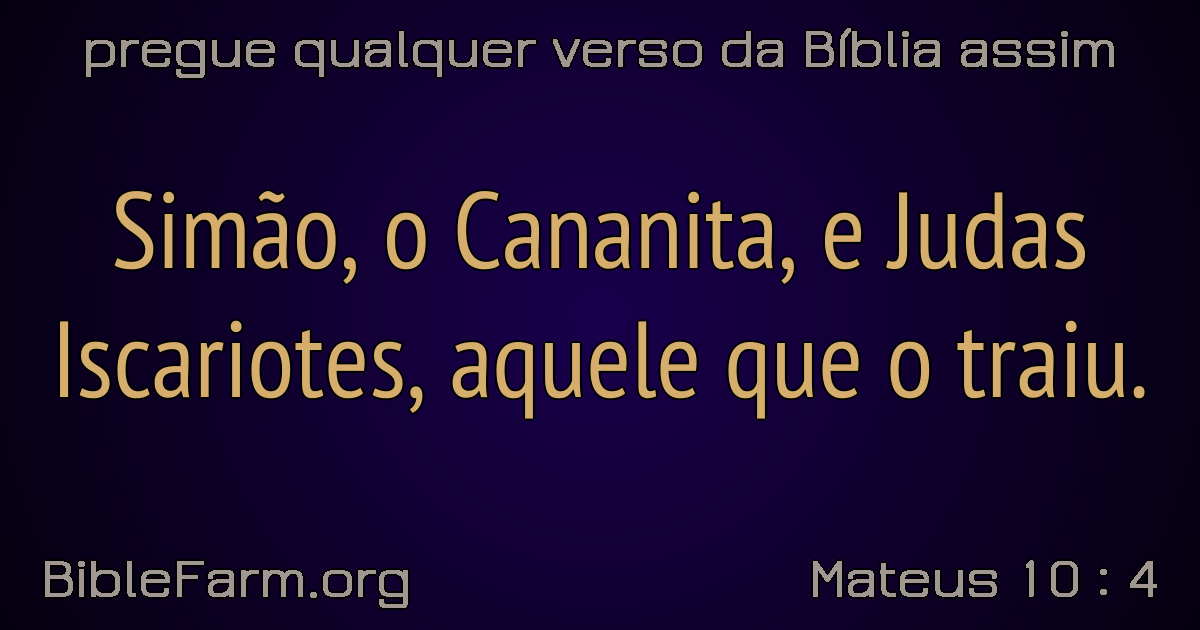 pregue qualquer verso da Bíblia assim
Simão, o Cananita, e Judas
Iscariotes, aquele que o traiu.
BibleFarm.org
Mateus 10 : 4